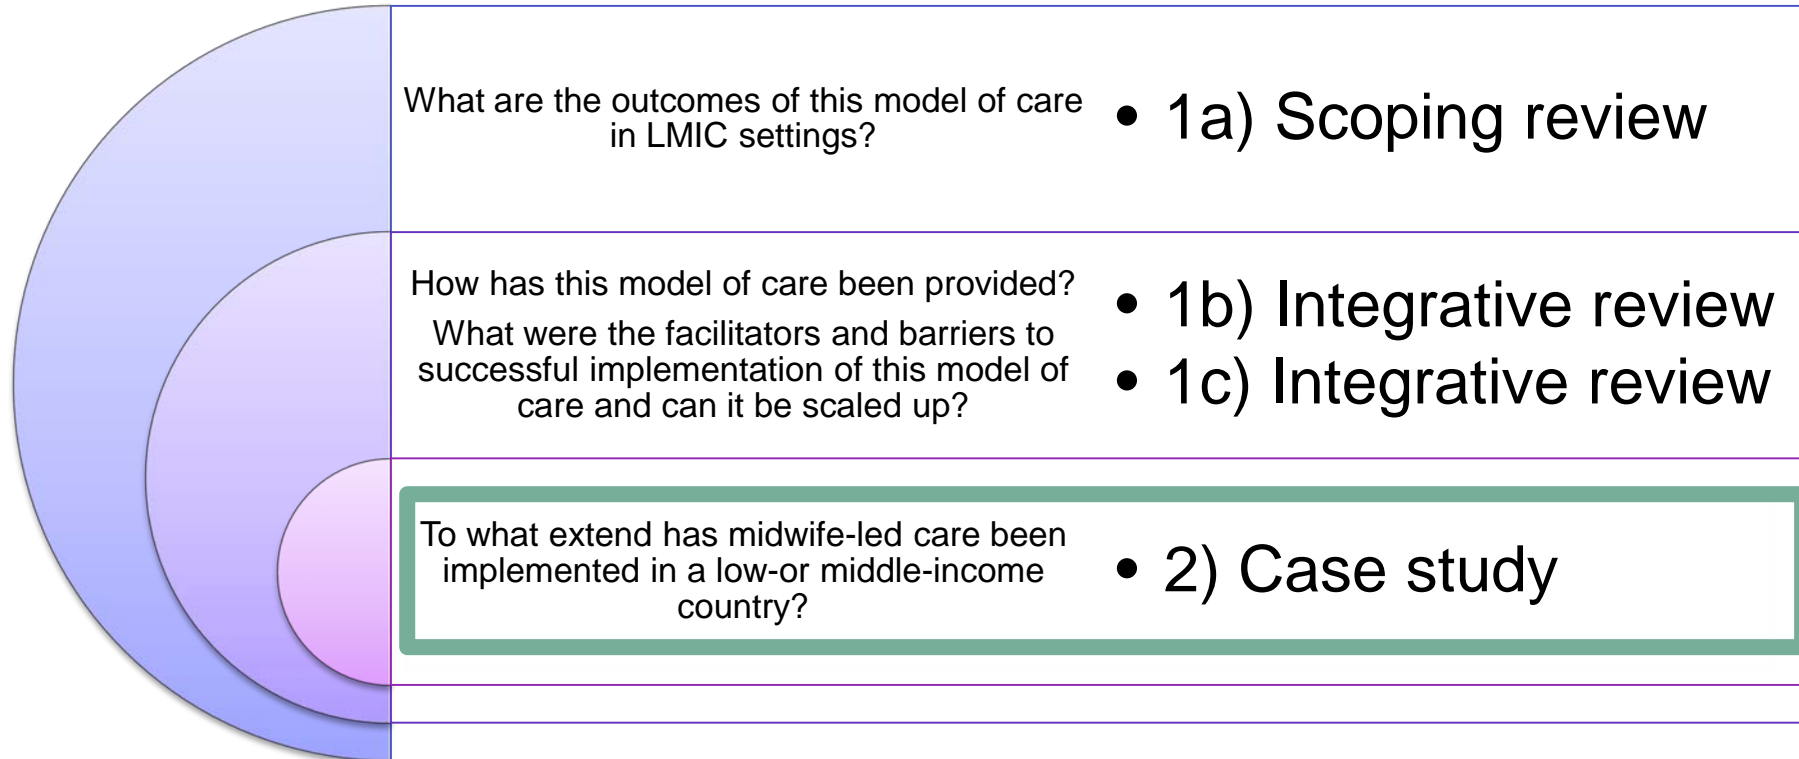 What are the outcomes of this model of care
in LMIC settings?
• 1a) Scoping review
How has this model of care been provided?
What were the facilitators and barriers to
successful implementation of this model of
care and can it be scaled up?
• 1b) Integrative review
• 1c) Integrative review
To what extend has midwife-led care been
implemented in a low-or middle-income
country?
• 2) Case study